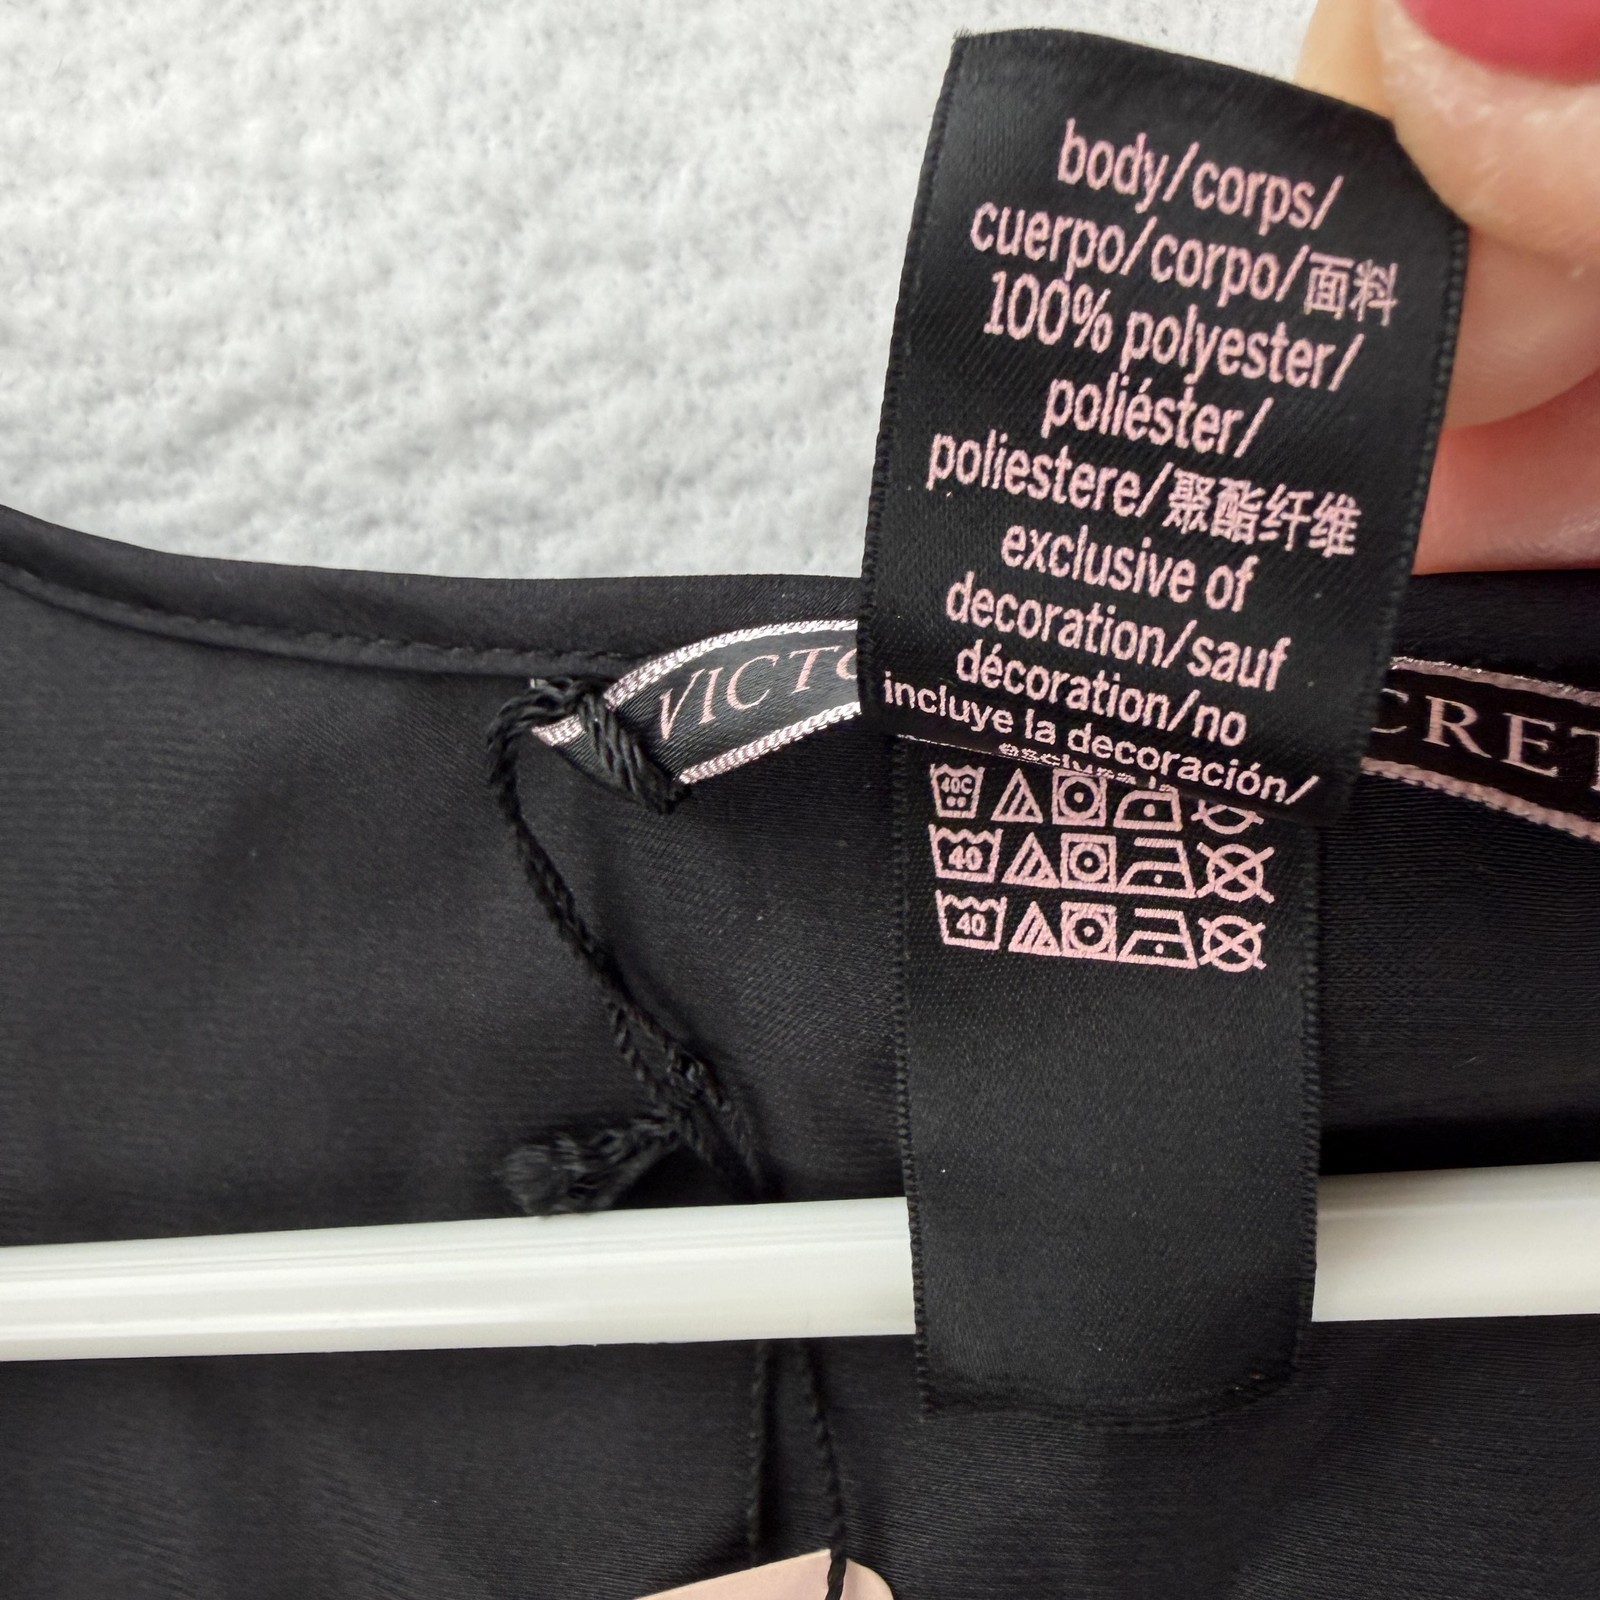 body/corps/
cuerpo/corpo/面料
100% polyester/
poliéster/
poliestere/聚酯纤维
exclusive of
decoration/sauf
décoration/no
incluye la decoración/
VICTO
CRET
40C
40
40